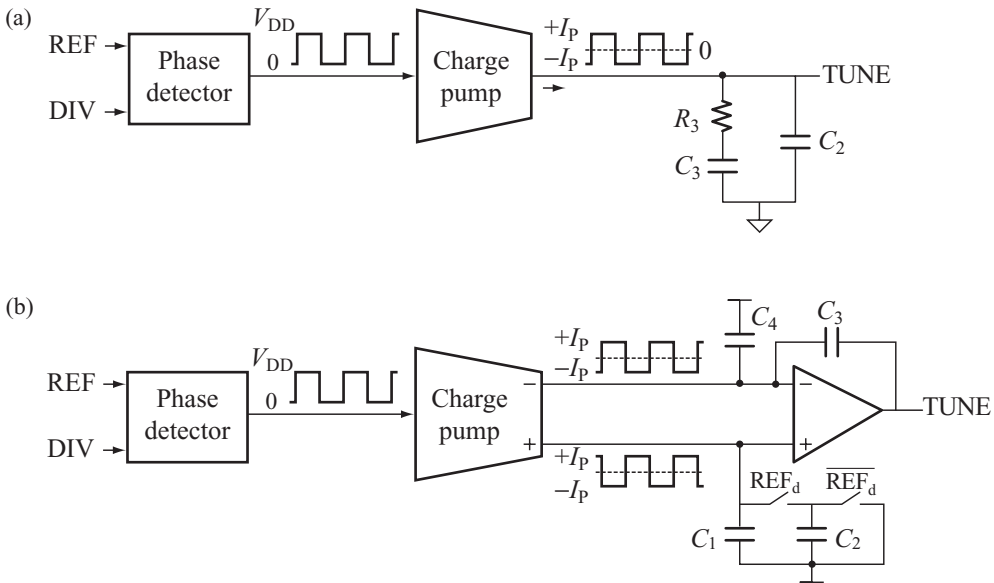 (a)
REF
DIV
Phase
detector
V_DD
0
Charge
pump
+I_P
−I_P
0
TUNE
R_3
C_3
C_2
(b)
REF
DIV
Phase
detector
V_DD
0
Charge
pump
−
+
+I_P
−I_P
+I_P
−I_P
C_4
C_3
−
+
TUNE
REF_d
\overline{REF_d}
C_1
C_2